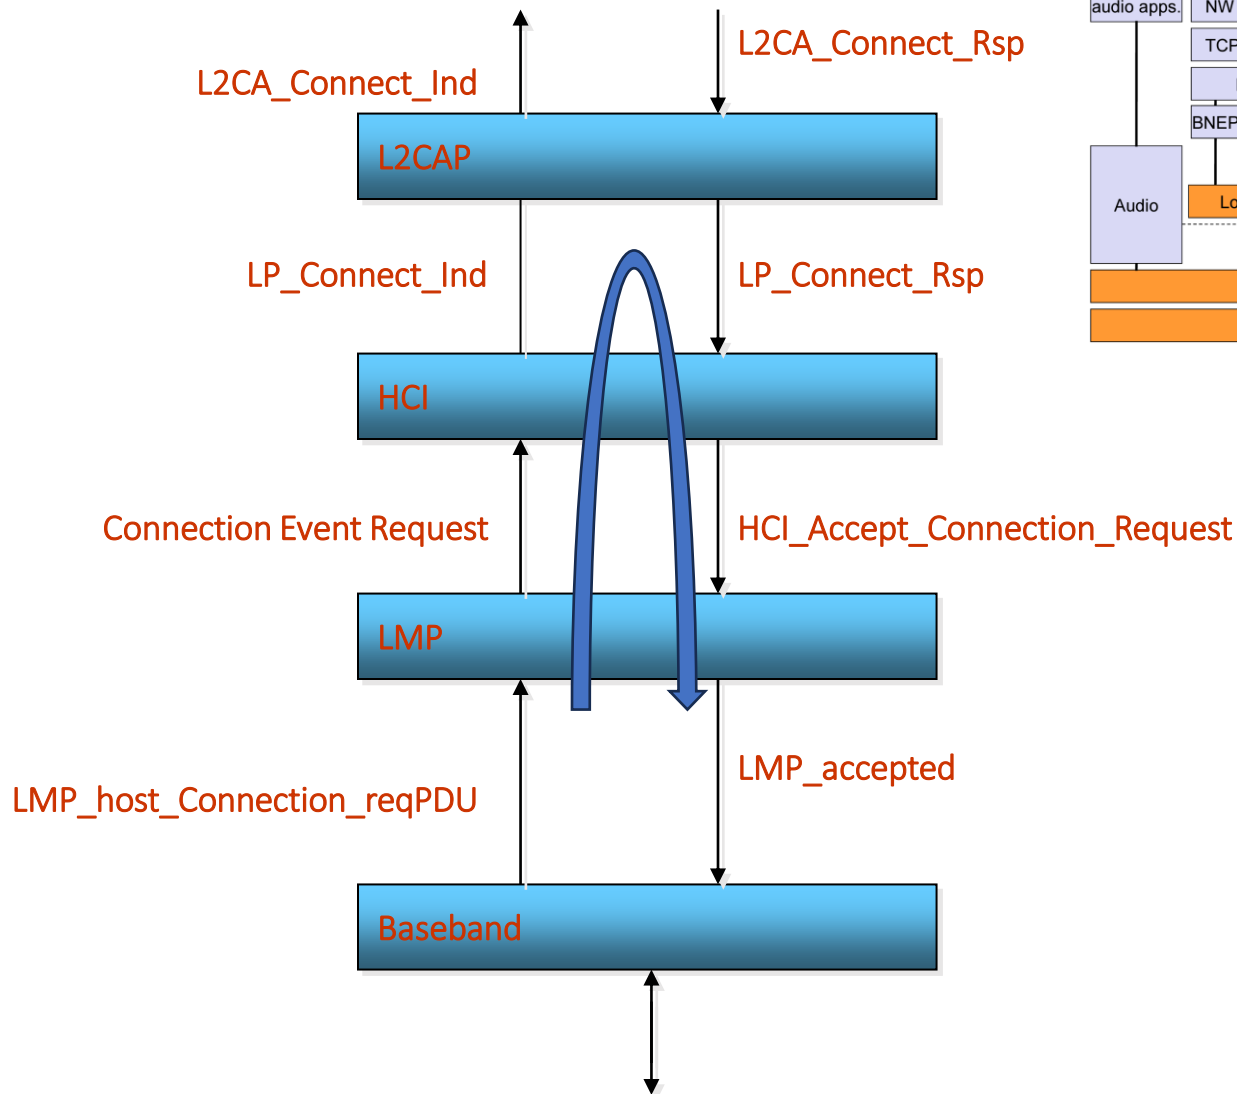 audio apps.
NW
TCP
BNEP
Audio
Lo
L2CA_Connect_Ind
L2CA_Connect_Rsp
L2CAP
LP_Connect_Ind
LP_Connect_Rsp
HCI
Connection Event Request
HCI_Accept_Connection_Request
LMP
LMP_host_Connection_reqPDU
LMP_accepted
Baseband